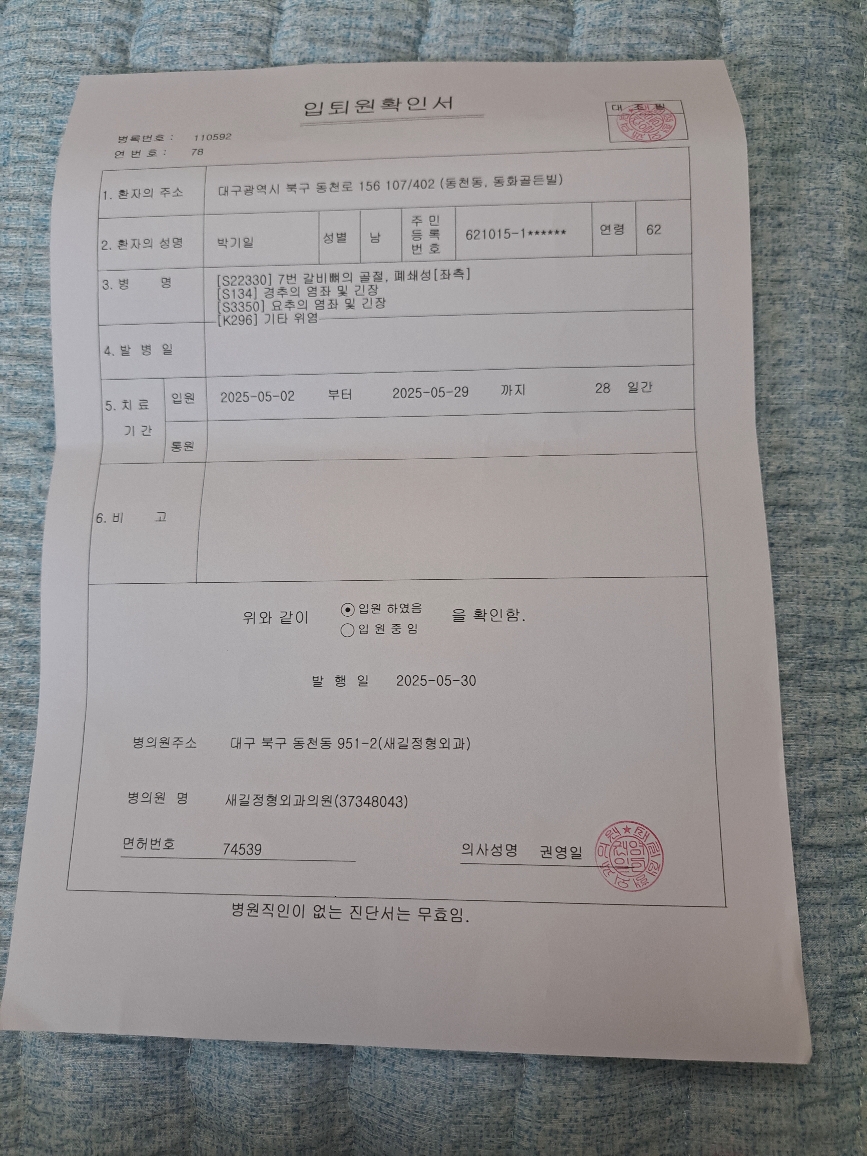 입퇴원확인서
병록번호 : 110592
연 번 호 : 78
1. 환자의 주소 대구광역시 북구 동천로 156 107/402 (동천동, 동화골든빌)
2. 환자의 성명 박기일 성별 남 주 민 등 록 번 호 621015-1****** 연령 62
3. 병 명 [S22330] 7번 갈비뼈의 골절, 폐쇄성[좌측]
[S134] 경추의 염좌 및 긴장
[S3350] 요추의 염좌 및 긴장
[K296] 기타 위염
4. 발 병 일
5. 치 료 기 간 입원 2025-05-02 부터 2025-05-29 까지 28 일간
통원
6. 비 고
위와 같이 입원 하였음 을 확인함.
입 원 중 임
발 행 일 2025-05-30
병의원주소 대구 북구 동천동 951-2(새길정형외과)
병의원 명 새길정형외과의원(37348043)
면허번호 74539 의사성명 권영일
병원직인이 없는 진단서는 무효임.